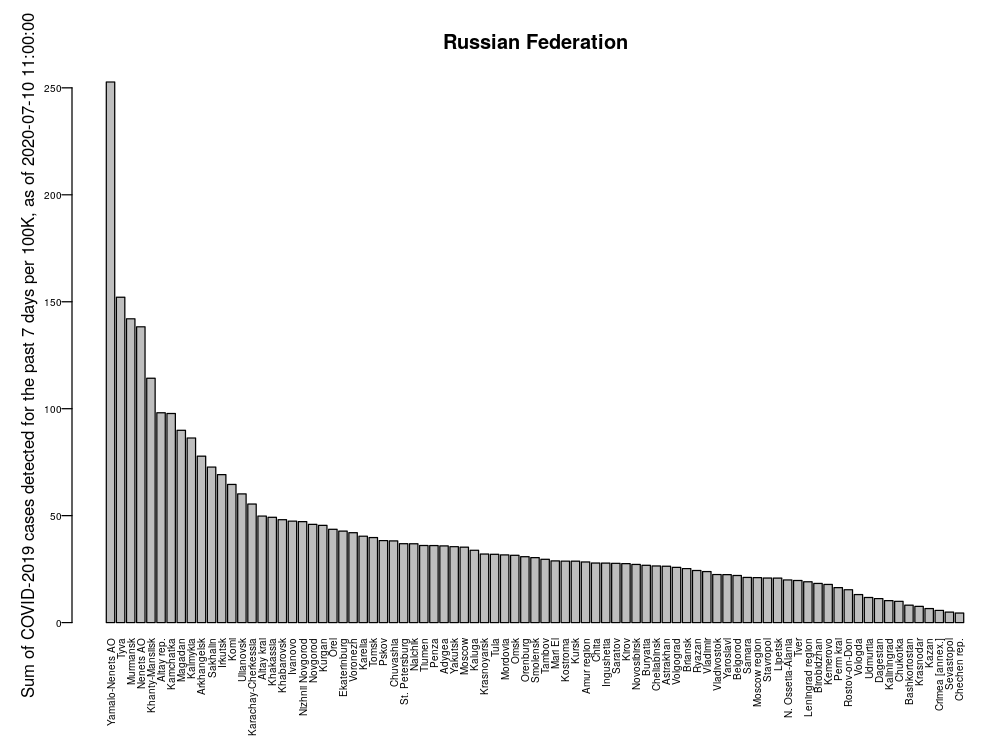 Russian Federation
Sum of COVID-2019 cases detected for the past 7 days per 100K, as of 2020-07-10 11:00:00
250
200
150
100
50
0
Yamalo-Nenets AO
Tyva
Murmansk
Nenets AO
Khanty-Mansiisk
Altay rep.
Kamchatka
Magadan
Kalmykia
Arkhangelsk
Sakhalin
Irkutsk
Komi
Ulianovsk
Karachay-Cherkessia
Altay krai
Khakassia
Khabarovsk
Ivanovo
Nizhnii Novgorod
Novgorod
Kurgan
Orel
Ekaterinburg
Voronezh
Karelia
Tomsk
Pskov
Chuvashia
St. Petersburg
Nalchik
Tiumen
Penza
Adygea
Yakutsk
Moscow
Kaluga
Krasnoyarsk
Tula
Mordovia
Omsk
Orenburg
Smolensk
Tambov
Mari El
Kostroma
Kursk
Amur region
Chita
Ingushetia
Saratov
Kirov
Novosibirsk
Buryatia
Cheliabinsk
Astrakhan
Volgograd
Briansk
Ryazan
Vladimir
Vladivostok
Yaroslavl
Belgorod
Samara
Moscow region
Stavropol
Lipetsk
N. Ossetia-Alania
Tver
Leningrad region
Birobidzhan
Kemerovo
Perm krai
Rostov-on-Don
Vologda
Udmurtia
Dagestan
Kaliningrad
Chukotka
Bashkortostan
Krasnodar
Kazan
Crimea [annex.]
Sevastopol
Chechen rep.